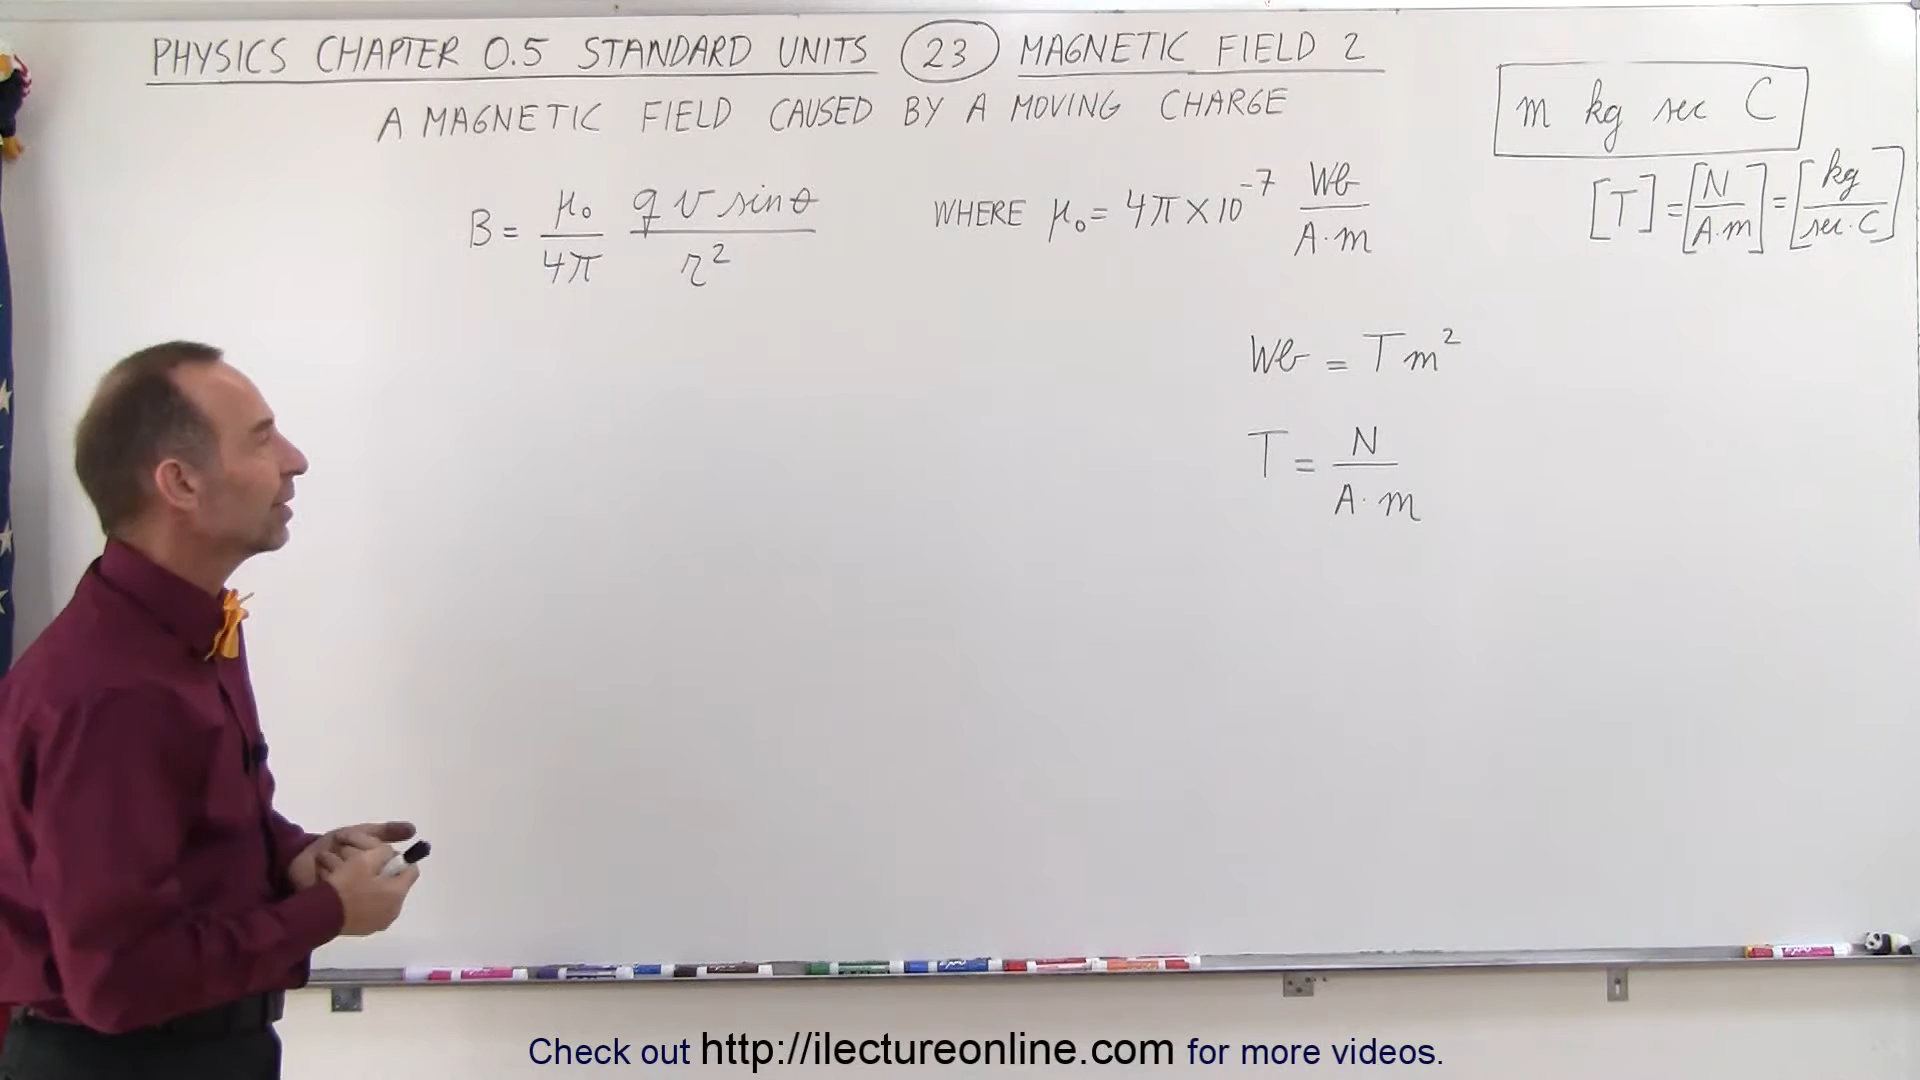 PHYSICS CHAPTER 0.5 STANDARD UNITS 23 MAGNETIC FIELD 2
A MAGNETIC FIELD CAUSED BY A MOVING CHARGE
m kg sec C
B = μ₀/4π q v sinθ/r² WHERE μ₀ = 4π × 10⁻⁷ Wb/A·m
[T] = [N/A·m] = [kg/sec·C]
Wb = T m²
T = N/A·m
Check out http://ilectureonline.com for more videos.